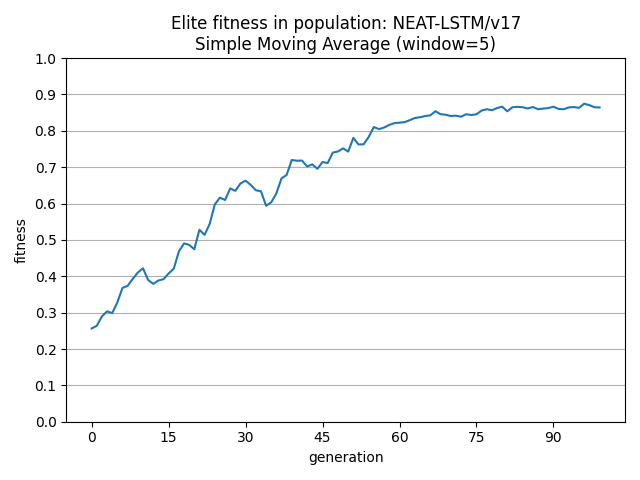 Elite fitness in population: NEAT-LSTM/v17
Simple Moving Average (window=5)
1.0
0.9
0.8
0.7
0.6
0.5
0.4
0.3
0.2
0.1
0.0
fitness
0 15 30 45 60 75 90
generation